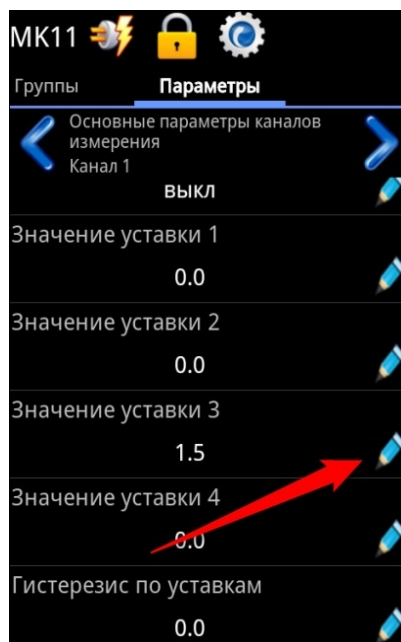 MK11
Группы Параметры
Основные параметры каналов
измерения
Канал 1
выкл
Значение уставки 1
0.0
Значение уставки 2
0.0
Значение уставки 3
1.5
Значение уставки 4
0.0
Гистерезис по уставкам
0.0